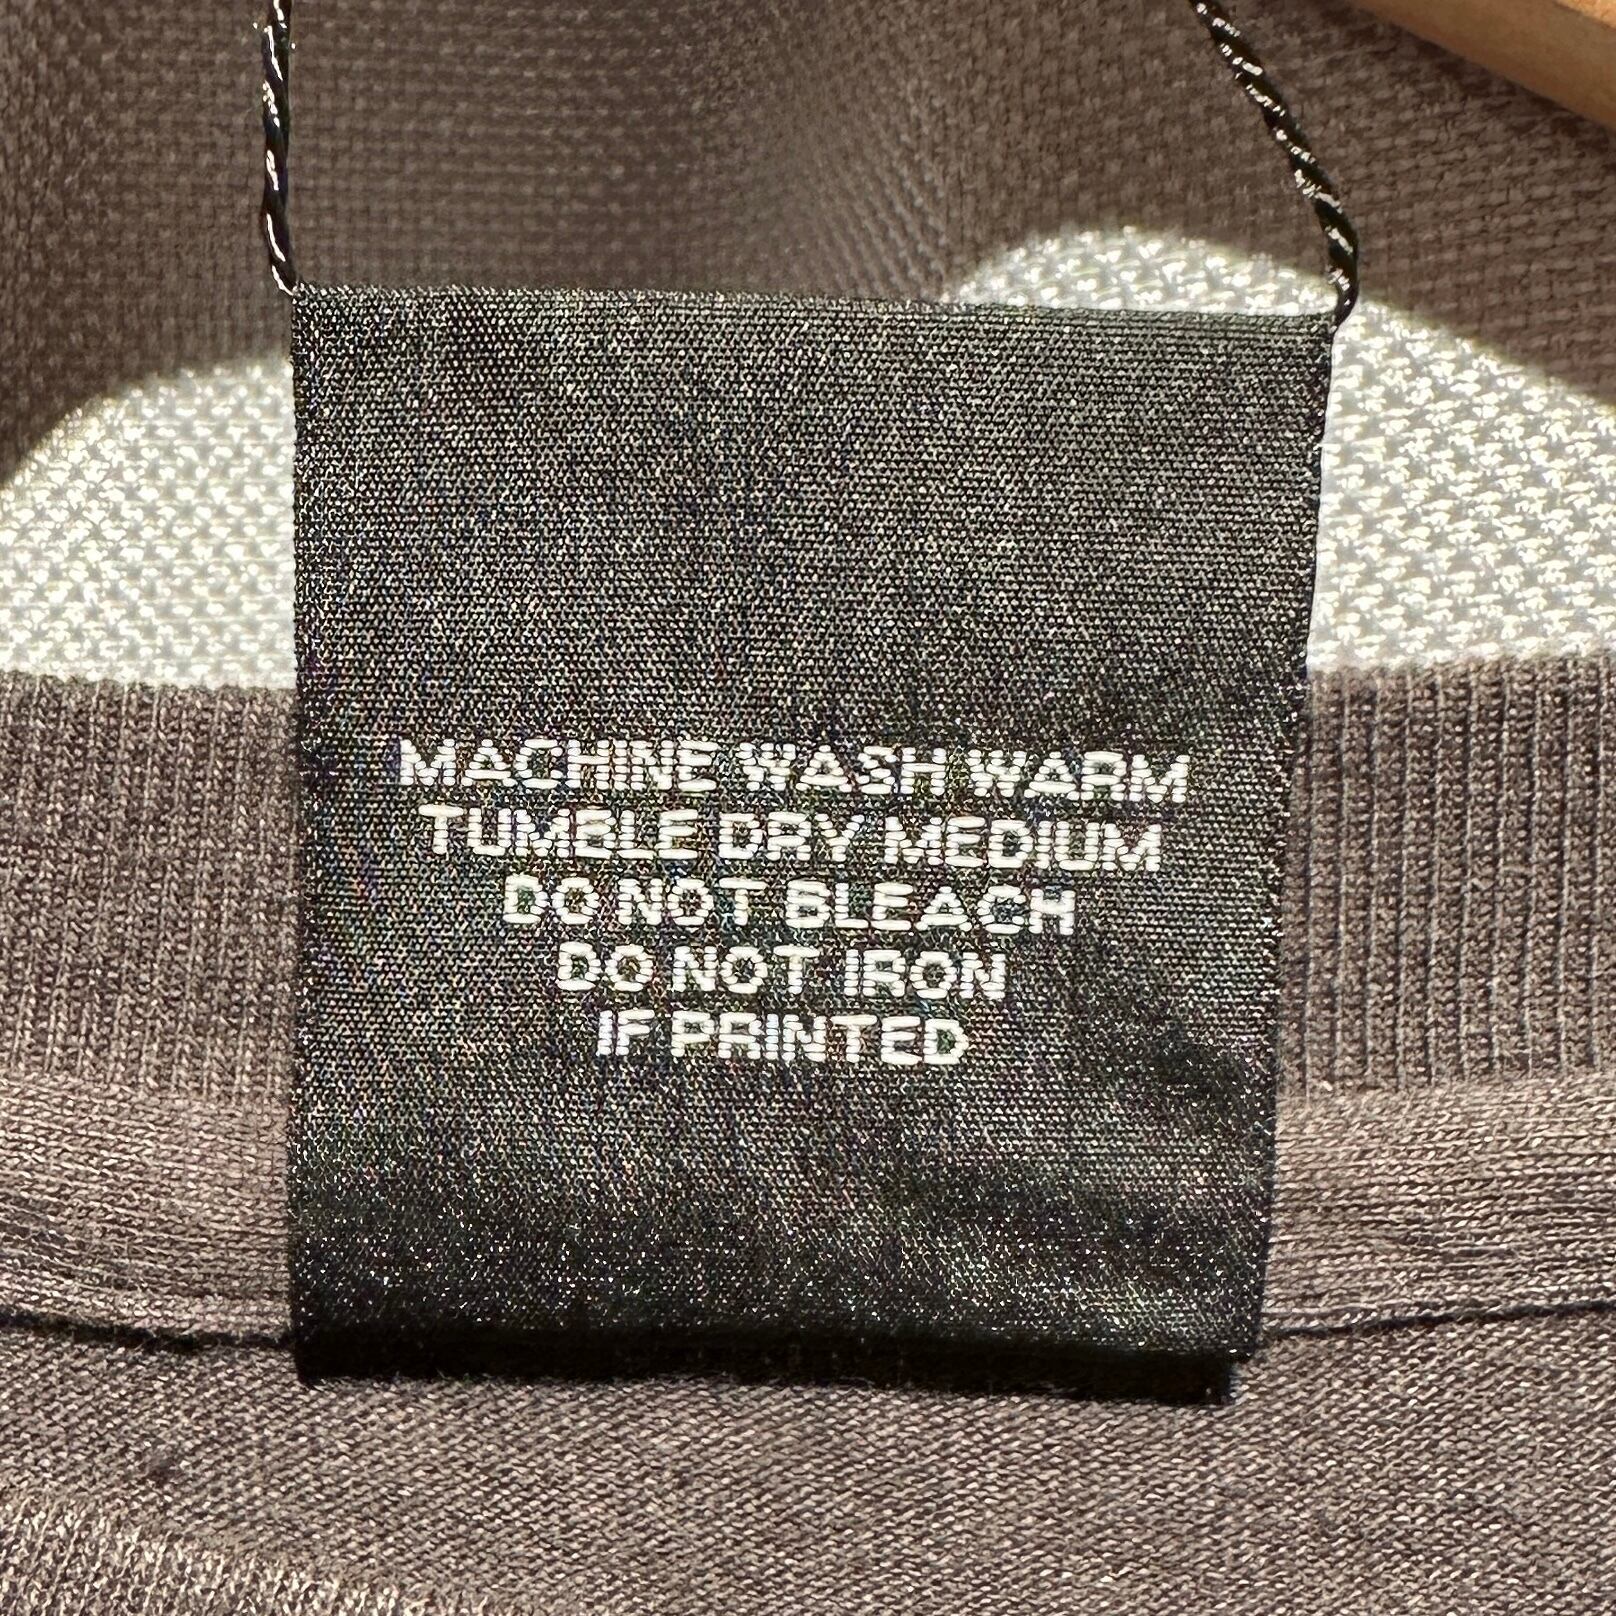 MACHINE WASH WARM
TUMBLE DRY MEDIUM
DO NOT BLEACH
DO NOT IRON
IF PRINTED